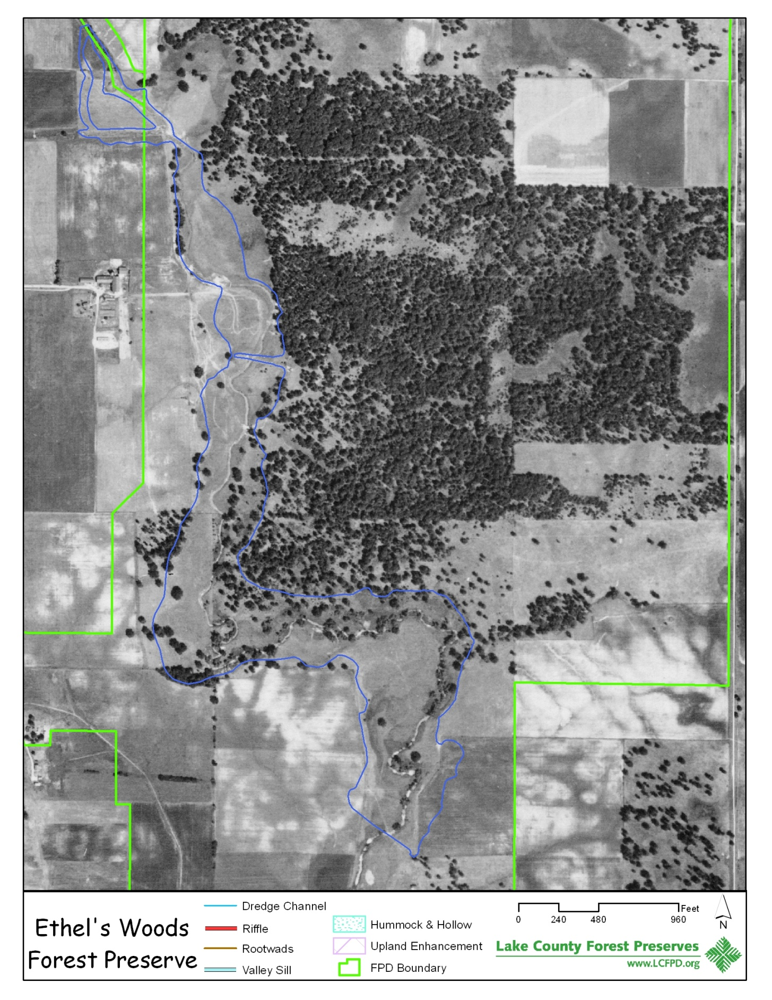 Ethel's Woods
Forest Preserve
Dredge Channel
Riffle
Rootwads
Valley Sill
Hummock & Hollow
Upland Enhancement
FPD Boundary
0 240 480 960 Feet
N
Lake County Forest Preserves
www.LCFPD.org